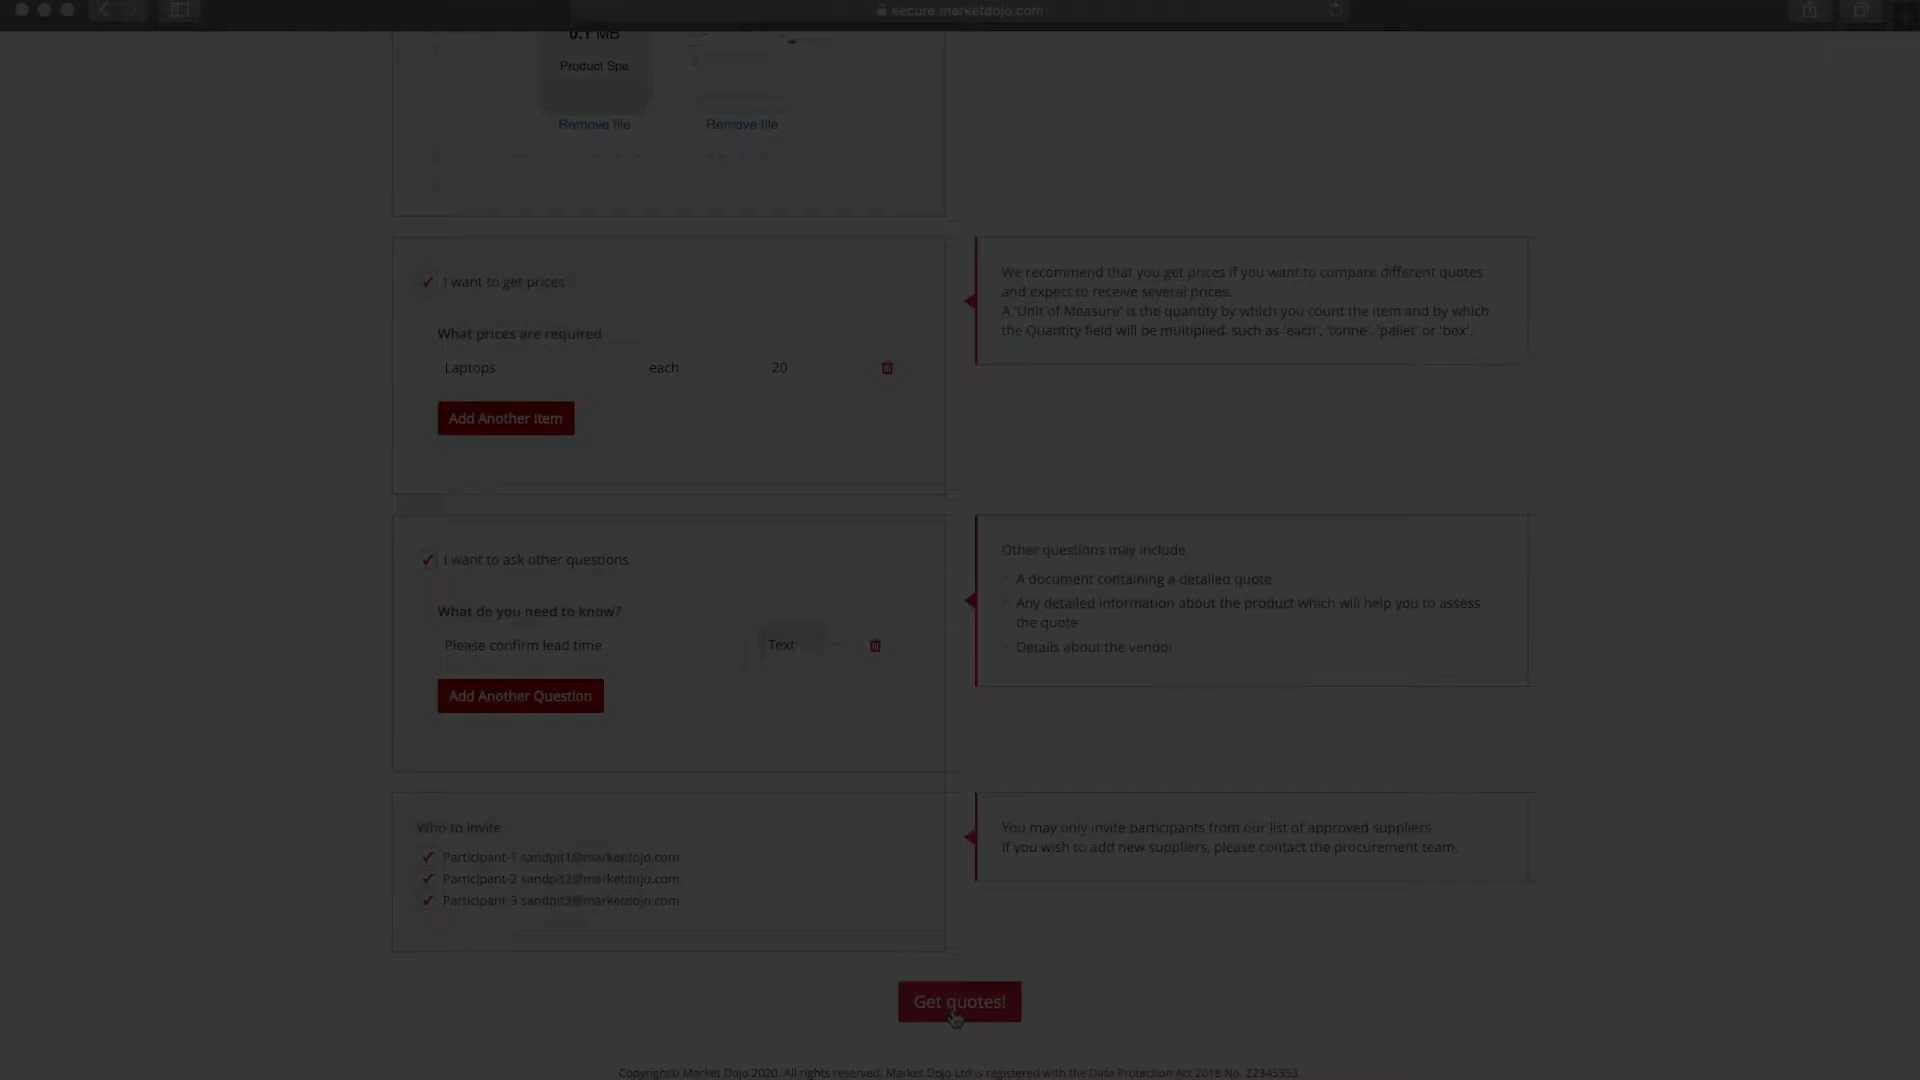 secure.marketdojo.com
0.1 MB
Product Spe
Remove file
Remove file
I want to get prices
What prices are required
Laptops each 20
Add Another Item
We recommend that you get prices if you want to compare different quotes
and expect to receive several prices.
A 'Unit of Measure' is the quantity by which you count the item and by which
the Quantity field will be multiplied, such as 'each', 'tonne', 'pallet' or 'box'.
I want to ask other questions
What do you need to know?
Please confirm lead time Text
Add Another Question
Other questions may include
A document containing a detailed quote
Any detailed information about the product which will help you to assess
the quote
Details about the vendor
Who to invite
Participant-1 sandpit1@marketdojo.com
Participant-2 sandpit2@marketdojo.com
Participant-3 sandpit3@marketdojo.com
You may only invite participants from our list of approved suppliers
If you wish to add new suppliers, please contact the procurement team.
Get quotes!
Copyright© Market Dojo 2020. All rights reserved. Market Dojo Ltd is registered with the Data Protection Act 2018 No. Z2345353.